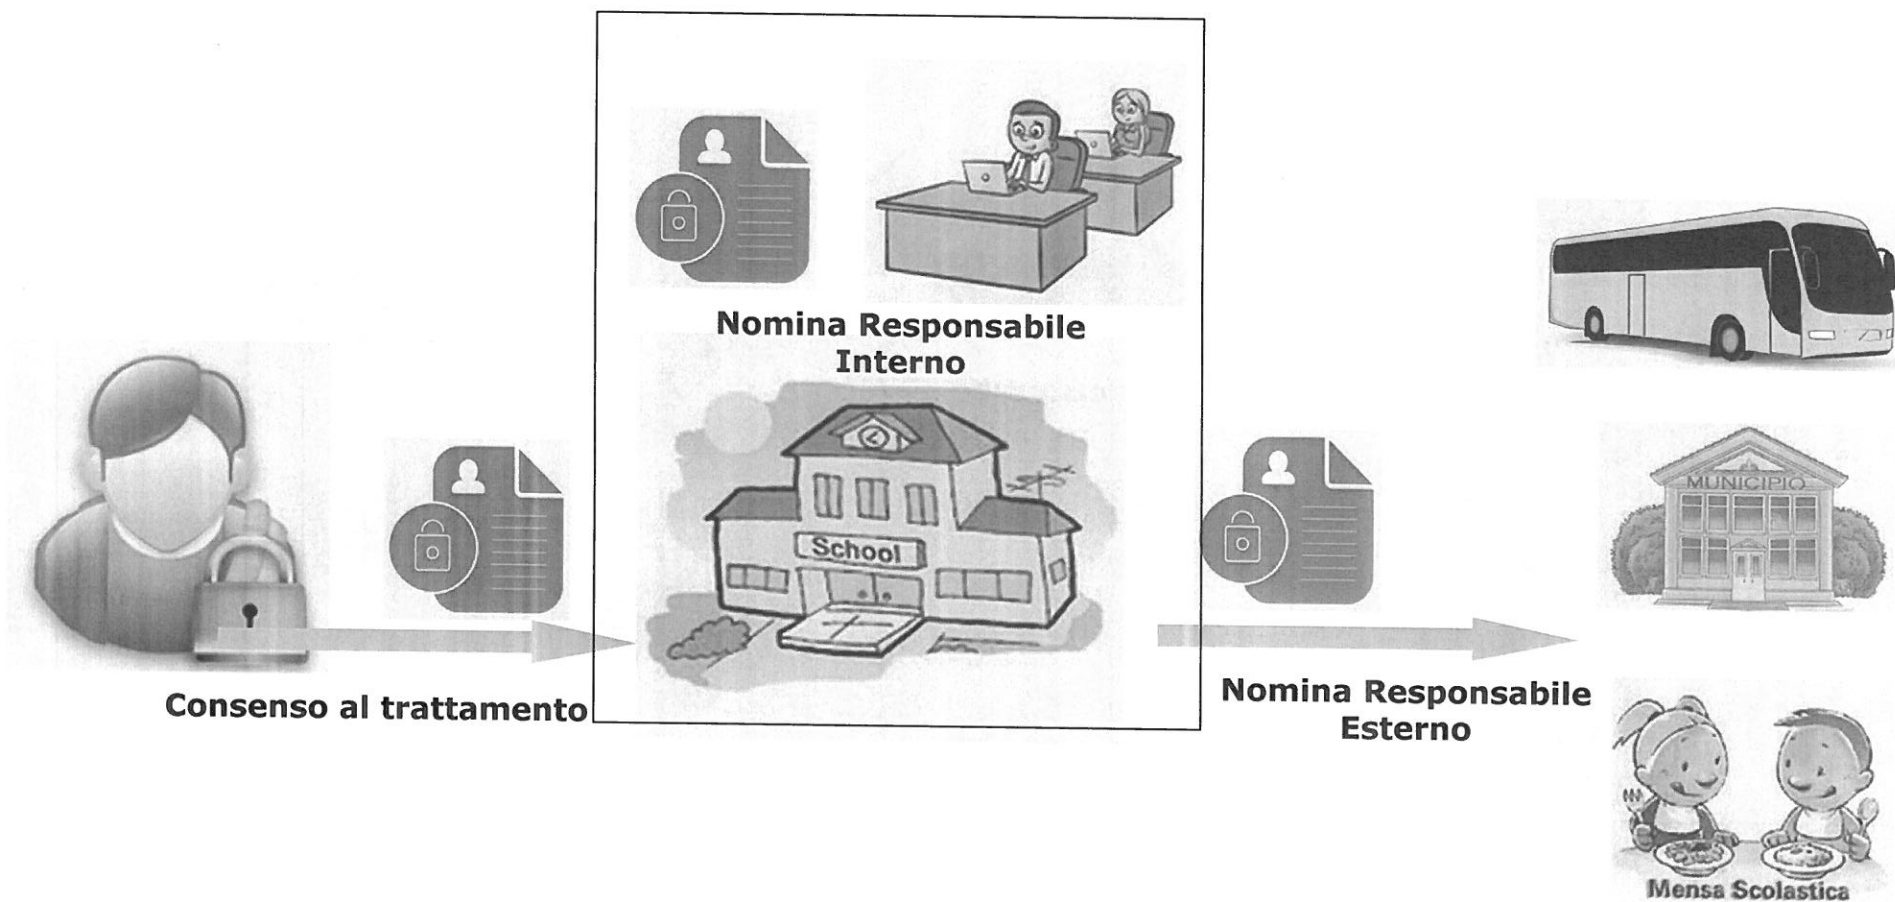 Nomina Responsabile
Interno
School
Consenso al trattamento
Nomina Responsabile
Esterno
MUNICIPIO
Mensa Scolastica